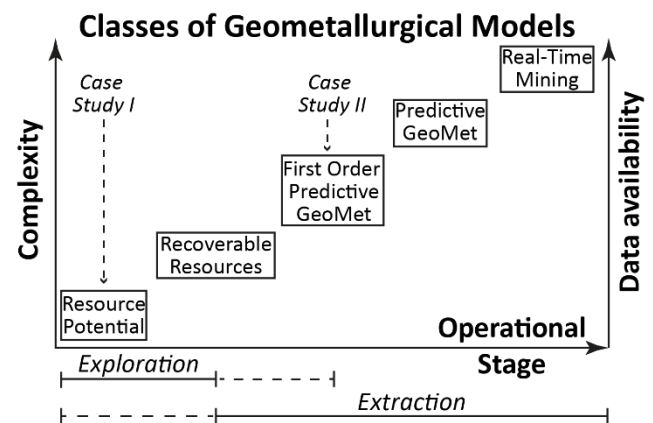 Classes of Geometallurgical Models
Case
Study I
Case
Study II
Real-Time
Mining
Predictive
GeoMet
First Order
Predictive
GeoMet
Recoverable
Resources
Resource
Potential
Complexity
Data availability
Operational
Stage
Exploration
Extraction